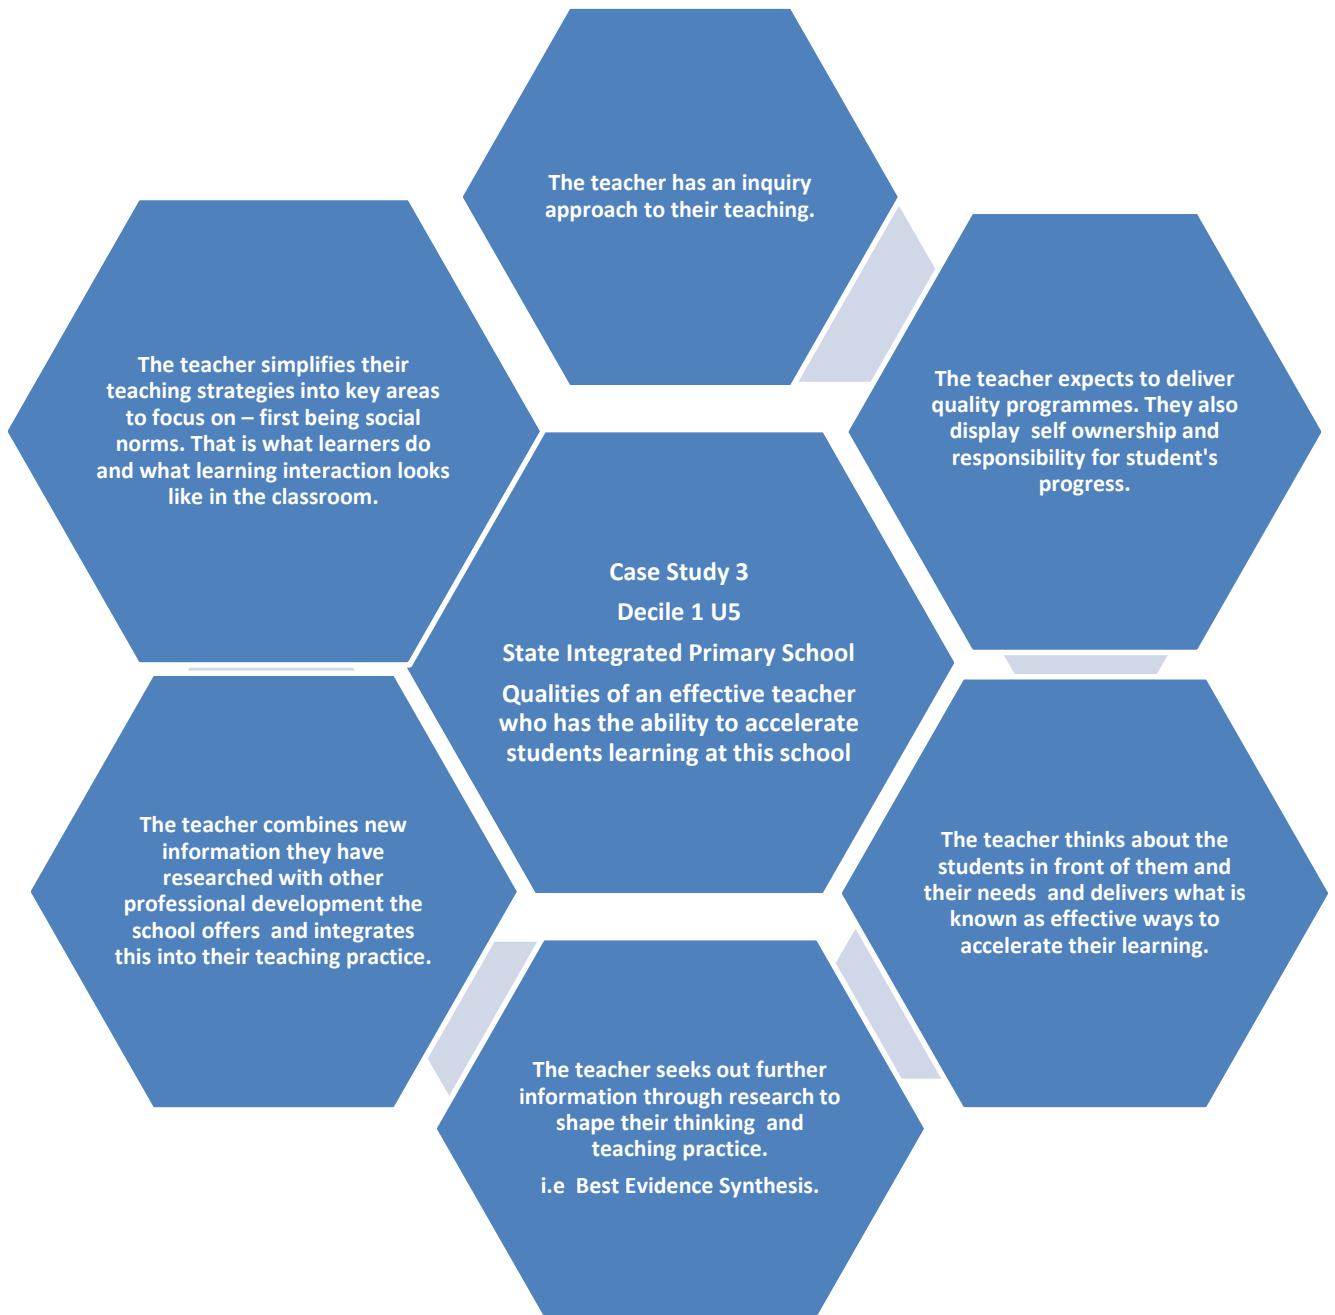 The teacher has an inquiry
approach to their teaching.
The teacher expects to deliver
quality programmes. They also
display  self ownership and
responsibility for student's
progress.
The teacher thinks about the
students in front of them and
their needs  and delivers what is
known as effective ways to
accelerate their learning.
The teacher seeks out further
information through research to
shape their thinking  and
teaching practice.
i.e  Best Evidence Synthesis.
The teacher combines new
information they have
researched with other
professional development the
school offers  and integrates
this into their teaching practice.
The teacher simplifies their
teaching strategies into key areas
to focus on – first being social
norms. That is what learners do
and what learning interaction looks
like in the classroom.
Case Study 3
Decile 1 U5
State Integrated Primary School
Qualities of an effective teacher
who has the ability to accelerate
students learning at this school